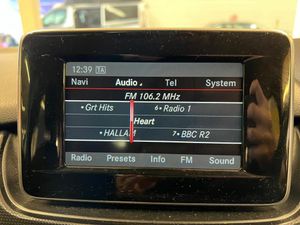 12:39 TA
Navi Audio Tel System
FM 106.2 MHz
• Grt Hits 6• Radio 1
Heart
• HALLAM 7• BBC R2
Radio Presets Info FM Sound